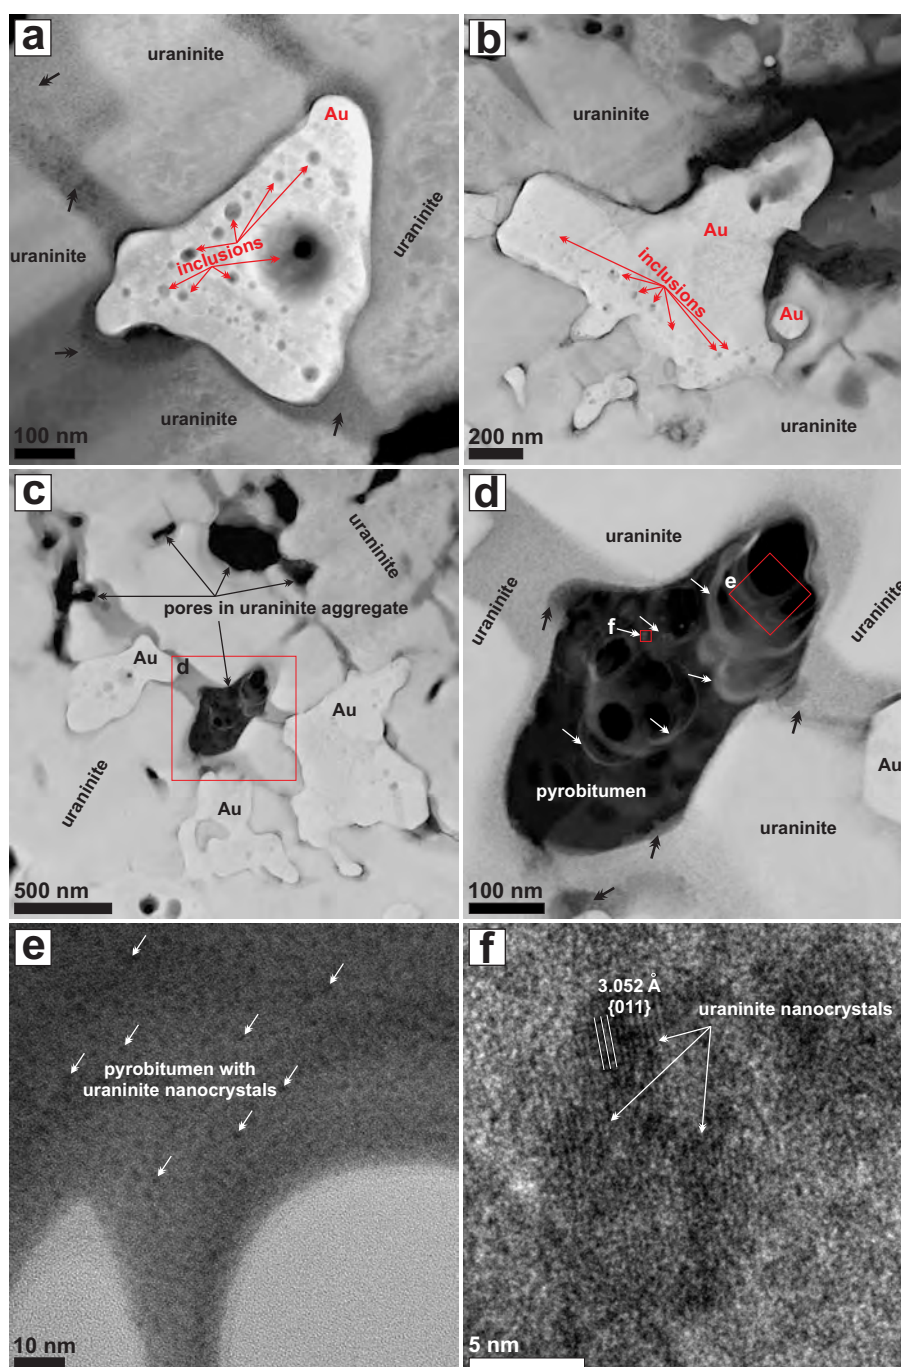 a
uraninite
Au
uraninite
uraninite
inclusions
uraninite
100 nm
b
uraninite
Au
inclusions
Au
uraninite
200 nm
c
uraninite
pores in uraninite aggregate
Au
d
Au
uraninite
Au
500 nm
d
uraninite
e
uraninite
f
uraninite
Au
pyrobitumen
uraninite
100 nm
e
pyrobitumen with
uraninite nanocrystals
10 nm
f
3.052 Å
{011}
uraninite nanocrystals
5 nm